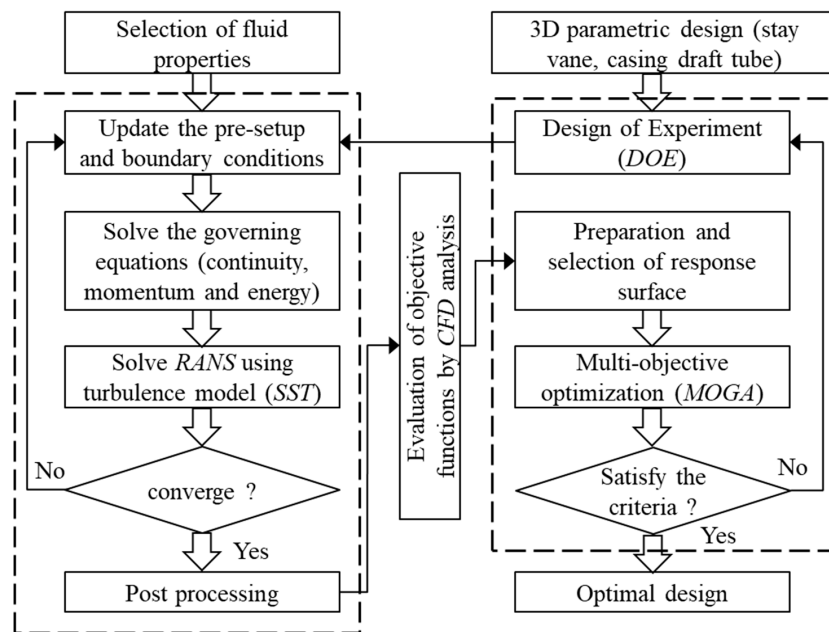 Selection of fluid
properties
Update the pre-setup
and boundary conditions
Solve the governing
equations (continuity,
momentum and energy)
Solve RANS using
turbulence model (SST)
No
converge ?
Yes
Post processing
Evaluation of objective
functions by CFD analysis
3D parametric design (stay
vane, casing draft tube)
Design of Experiment
(DOE)
Preparation and
selection of response
surface
Multi-objective
optimization (MOGA)
Satisfy the
criteria ?
No
Yes
Optimal design